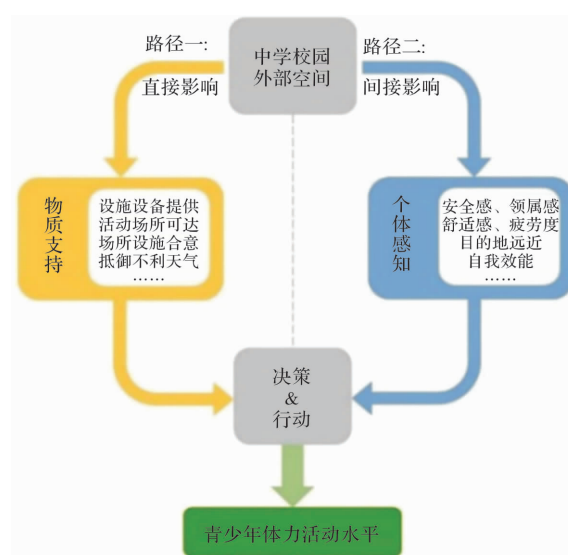 路径一:
直接影响
中学校园
外部空间
路径二:
间接影响
物质支持
设施设备提供
活动场所可达
场所设施合意
抵御不利天气
……
个体感知
安全感、领属感
舒适感、疲劳度
目的地远近
自我效能
……
决策
&
行动
青少年体力活动水平